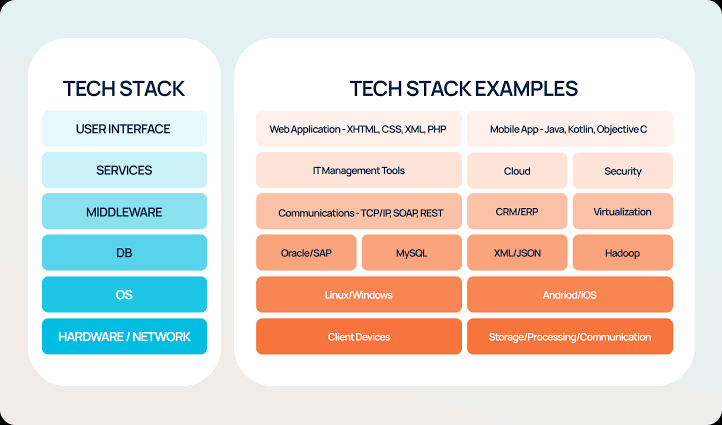 TECH STACK
USER INTERFACE
SERVICES
MIDDLEWARE
DB
OS
HARDWARE / NETWORK
TECH STACK EXAMPLES
Web Application - XHTML, CSS, XML, PHP
Mobile App - Java, Kotlin, Objective C
IT Management Tools
Cloud
Security
Communications - TCP/IP, SOAP, REST
CRM/ERP
Virtualization
Oracle/SAP
MySQL
XML/JSON
Hadoop
Linux/Windows
Andriod/iOS
Client Devices
Storage/Processing/Communication